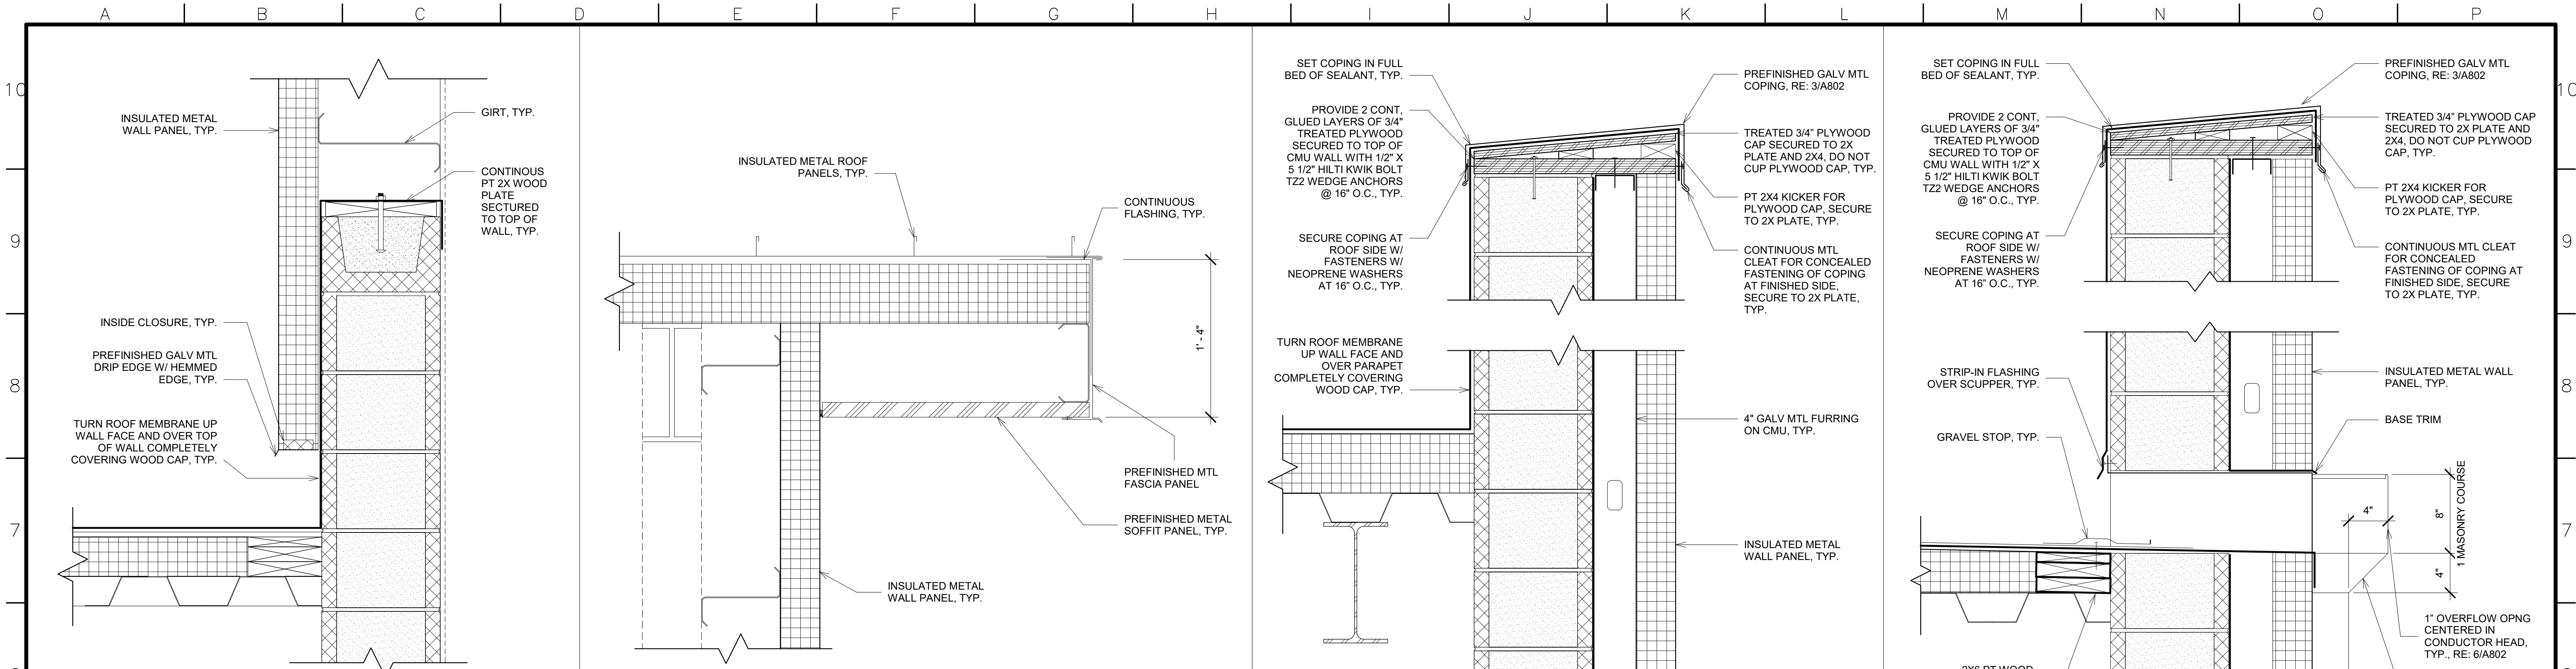 A B C D E F G H I J K L M N O P
10
9
8
7
INSULATED METAL
WALL PANEL, TYP.
GIRT, TYP.
CONTINOUS
PT 2X WOOD
PLATE
SECTURED
TO TOP OF
WALL, TYP.
INSIDE CLOSURE, TYP.
PREFINISHED GALV MTL
DRIP EDGE W/ HEMMED
EDGE, TYP.
TURN ROOF MEMBRANE UP
WALL FACE AND OVER TOP
OF WALL COMPLETELY
COVERING WOOD CAP, TYP.
INSULATED METAL ROOF
PANELS, TYP.
CONTINUOUS
FLASHING, TYP.
1' - 4"
PREFINISHED MTL
FASCIA PANEL
PREFINISHED METAL
SOFFIT PANEL, TYP.
INSULATED METAL
WALL PANEL, TYP.
SET COPING IN FULL
BED OF SEALANT, TYP.
PROVIDE 2 CONT,
GLUED LAYERS OF 3/4"
TREATED PLYWOOD
SECURED TO TOP OF
CMU WALL WITH 1/2" X
5 1/2" HILTI KWIK BOLT
TZ2 WEDGE ANCHORS
@ 16" O.C., TYP.
SECURE COPING AT
ROOF SIDE W/
FASTENERS W/
NEOPRENE WASHERS
AT 16" O.C., TYP.
TURN ROOF MEMBRANE
UP WALL FACE AND
OVER PARAPET
COMPLETELY COVERING
WOOD CAP, TYP.
PREFINISHED GALV MTL
COPING, RE: 3/A802
TREATED 3/4" PLYWOOD
CAP SECURED TO 2X
PLATE AND 2X4, DO NOT
CUP PLYWOOD CAP, TYP.
PT 2X4 KICKER FOR
PLYWOOD CAP, SECURE
TO 2X PLATE, TYP.
CONTINUOUS MTL
CLEAT FOR CONCEALED
FASTENING OF COPING
AT FINISHED SIDE,
SECURE TO 2X PLATE,
TYP.
4" GALV MTL FURRING
ON CMU, TYP.
INSULATED METAL
WALL PANEL, TYP.
SET COPING IN FULL
BED OF SEALANT, TYP.
PROVIDE 2 CONT,
GLUED LAYERS OF 3/4"
TREATED PLYWOOD
SECURED TO TOP OF
CMU WALL WITH 1/2" X
5 1/2" HILTI KWIK BOLT
TZ2 WEDGE ANCHORS
@ 16" O.C., TYP.
SECURE COPING AT
ROOF SIDE W/
FASTENERS W/
NEOPRENE WASHERS
AT 16" O.C., TYP.
STRIP-IN FLASHING
OVER SCUPPER, TYP.
GRAVEL STOP, TYP.
2X6 PT WOOD
PREFINISHED GALV MTL
COPING, RE: 3/A802
TREATED 3/4" PLYWOOD CAP
SECURED TO 2X PLATE AND
2X4, DO NOT CUP PLYWOOD
CAP, TYP.
PT 2X4 KICKER FOR
PLYWOOD CAP, SECURE
TO 2X PLATE, TYP.
CONTINUOUS MTL CLEAT
FOR CONCEALED
FASTENING OF COPING AT
FINISHED SIDE, SECURE
TO 2X PLATE, TYP.
INSULATED METAL WALL
PANEL, TYP.
BASE TRIM
4"
8"
1 MASONRY COURSE
4"
1" OVERFLOW OPNG
CENTERED IN
CONDUCTOR HEAD,
TYP., RE: 6/A802
10
9
8
7